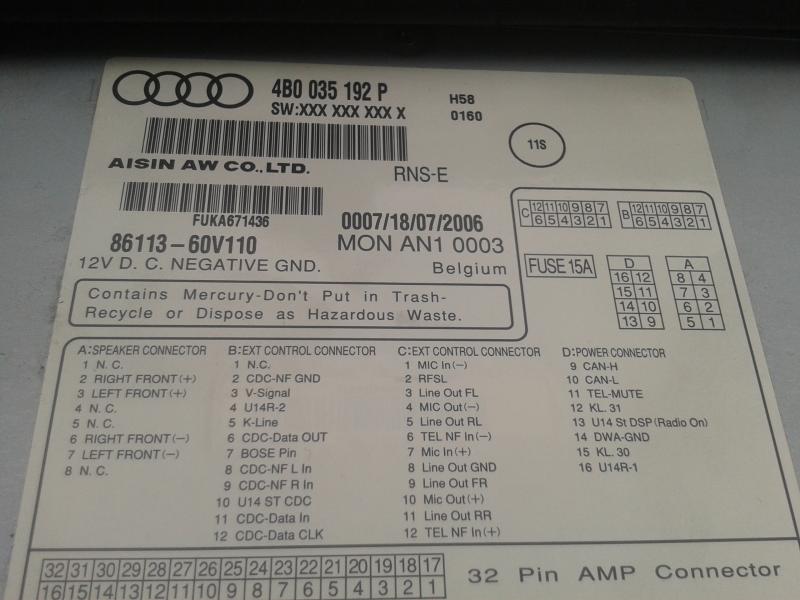 4B0 035 192 P
SW:XXX XXX XXX X
H58
0160
11S
AISIN AW CO.,LTD.
RNS-E
FUKA671436
0007/18/07/2006
86113-60V110
MON AN1 0003
12V D. C. NEGATIVE GND.
Belgium
Contains Mercury-Don't Put in Trash-
Recycle or Dispose as Hazardous Waste.
C 12 11 10 9 8 7
6 5 4 3 2 1
B 12 11 10 9 8 7
6 5 4 3 2 1
FUSE 15A
D
16 12
15 11
14 10
13 9
A
8 4
7 3
6 2
5 1
A:SPEAKER CONNECTOR
1 N. C.
2 RIGHT FRONT(+)
3 LEFT FRONT(+)
4 N. C.
5 N. C.
6 RIGHT FRONT(-)
7 LEFT FRONT(-)
8 N. C.
B:EXT CONTROL CONNECTOR
1 N.C.
2 CDC-NF GND
3 V-Signal
4 U14R-2
5 K-Line
6 CDC-Data OUT
7 BOSE Pin
8 CDC-NF L In
9 CDC-NF R In
10 U14 ST CDC
11 CDC-Data In
12 CDC-Data CLK
C:EXT CONTROL CONNECTOR
1 MIC In(-)
2 RFSL
3 Line Out FL
4 MIC Out(-)
5 Line Out RL
6 TEL NF In(-)
7 Mic In(+)
8 Line Out GND
9 Line Out FR
10 Mic Out(+)
11 Line Out RR
12 TEL NF In(+)
D:POWER CONNECTOR
9 CAN-H
10 CAN-L
11 TEL-MUTE
12 KL.31
13 U14 St DSP(Radio On)
14 DWA-GND
15 KL.30
16 U14R-1
32 31 30 29 28 27 26 25 24 23 22 21 20 19 18 17
16 15 14 13 12 11 10 9 8 7 6 5 4 3 2 1
32 Pin AMP Connector